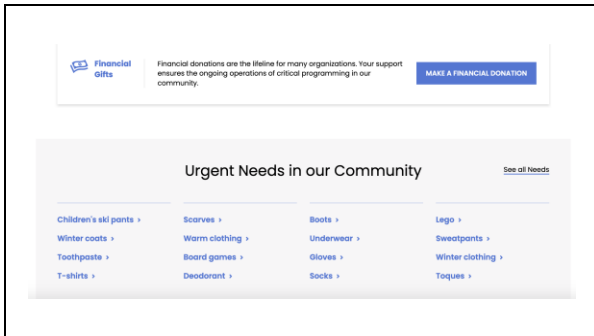 Financial
Gifts
Financial donations are the lifeline for many organizations. Your support
ensures the ongoing operations of critical programming in our
community.
MAKE A FINANCIAL DONATION
Urgent Needs in our Community
See all Needs
Children's ski pants >
Scarves >
Boots >
Lego >
Winter coats >
Warm clothing >
Underwear >
Sweatpants >
Toothpaste >
Board games >
Gloves >
Winter clothing >
T-shirts >
Deodorant >
Socks >
Toques >